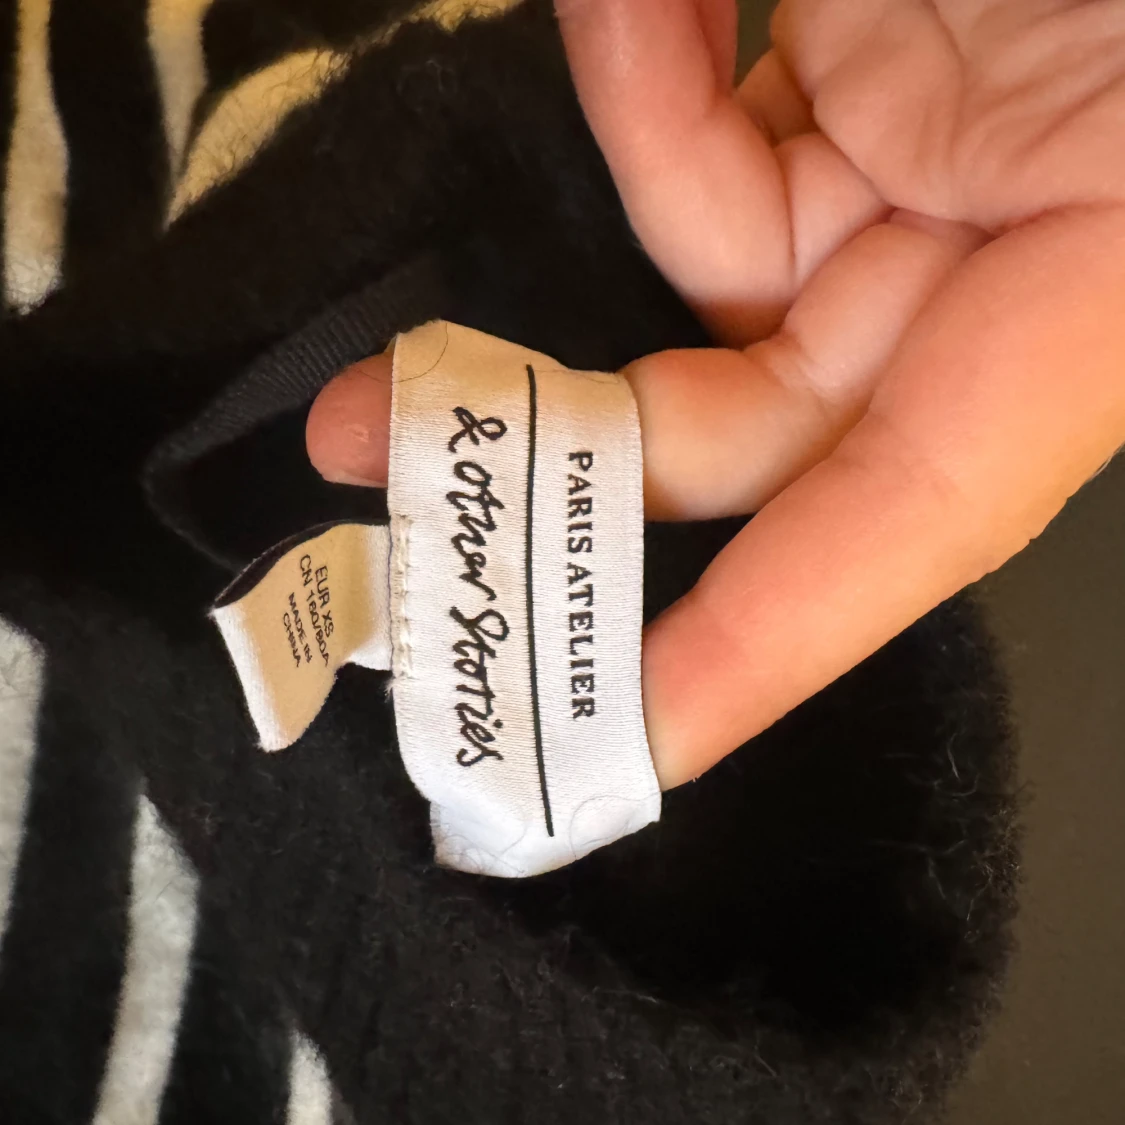 PARIS ATELIER
& Other Stories
EUR XS
CN 160/80A
MADE IN
CHINA